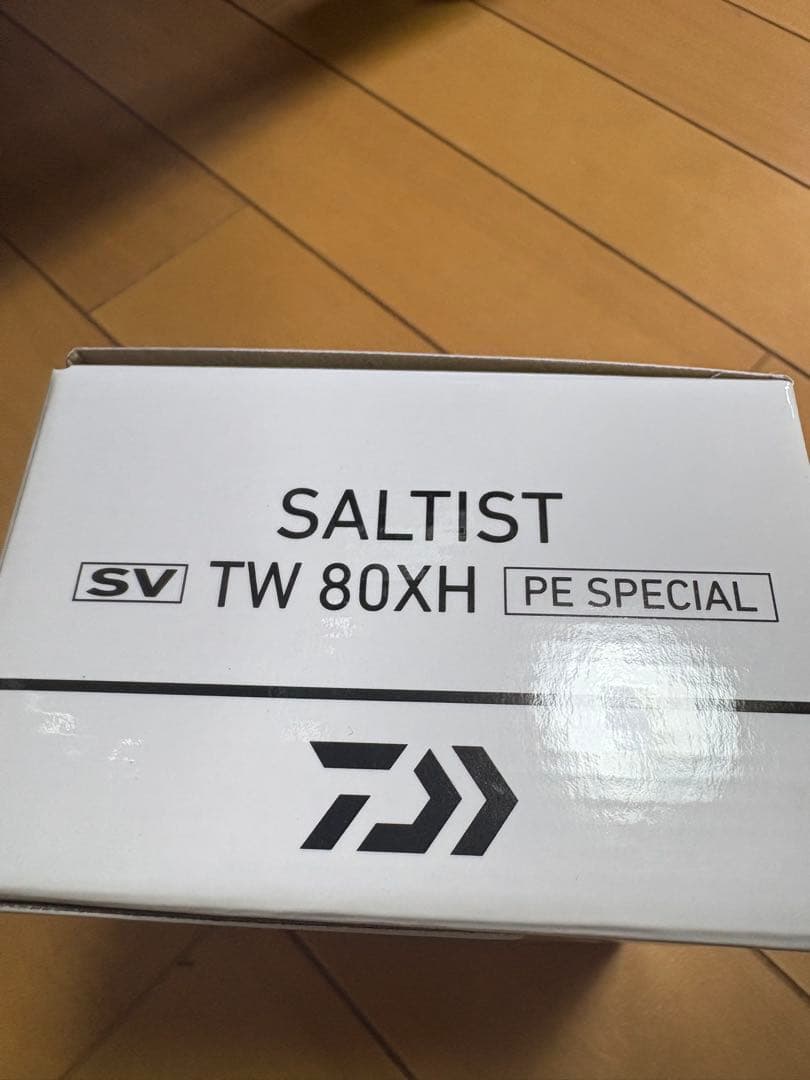 SALTIST
SV TW 80XH PE SPECIAL